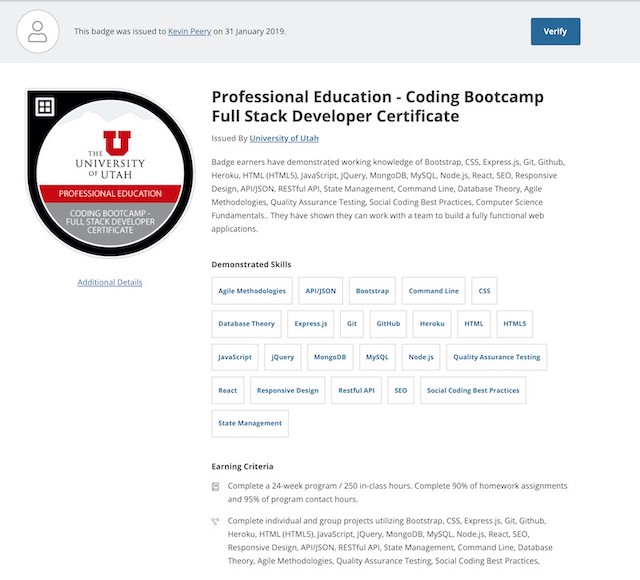 This badge was issued to Kevin Peery on 31 January 2019.
Verify
THE
UNIVERSITY
OF UTAH
PROFESSIONAL EDUCATION
CODING BOOTCAMP -
FULL STACK DEVELOPER
CERTIFICATE
Additional Details
Professional Education - Coding Bootcamp
Full Stack Developer Certificate
Issued By University of Utah
Badge earners have demonstrated working knowledge of Bootstrap, CSS, Express.js, Git, Github,
Heroku, HTML (HTML5), JavaScript, JQuery, MongoDB, MySQL, Node.js, React, SEO, Responsive
Design, API/JSON, RESTful API, State Management, Command Line, Database Theory, Agile
Methodologies, Quality Assurance Testing, Social Coding Best Practices, Computer Science
Fundamentals.. They have shown they can work with a team to build a fully functional web
applications.
Demonstrated Skills
Agile Methodologies API/JSON Bootstrap Command Line CSS
Database Theory Express.js Git GitHub Heroku HTML HTML5
JavaScript jQuery MongoDB MySQL Node.js Quality Assurance Testing
React Responsive Design Restful API SEO Social Coding Best Practices
State Management
Earning Criteria
Complete a 24-week program / 250 in-class hours. Complete 90% of homework assignments
and 95% of program contact hours.
Complete individual and group projects utilizing Bootstrap, CSS, Express.js, Git, Github,
Heroku, HTML (HTML5), JavaScript, JQuery, MongoDB, MySQL, Node.js, React, SEO,
Responsive Design, API/JSON, RESTful API, State Management, Command Line, Database
Theory, Agile Methodologies, Quality Assurance Testing, Social Coding Best Practices,